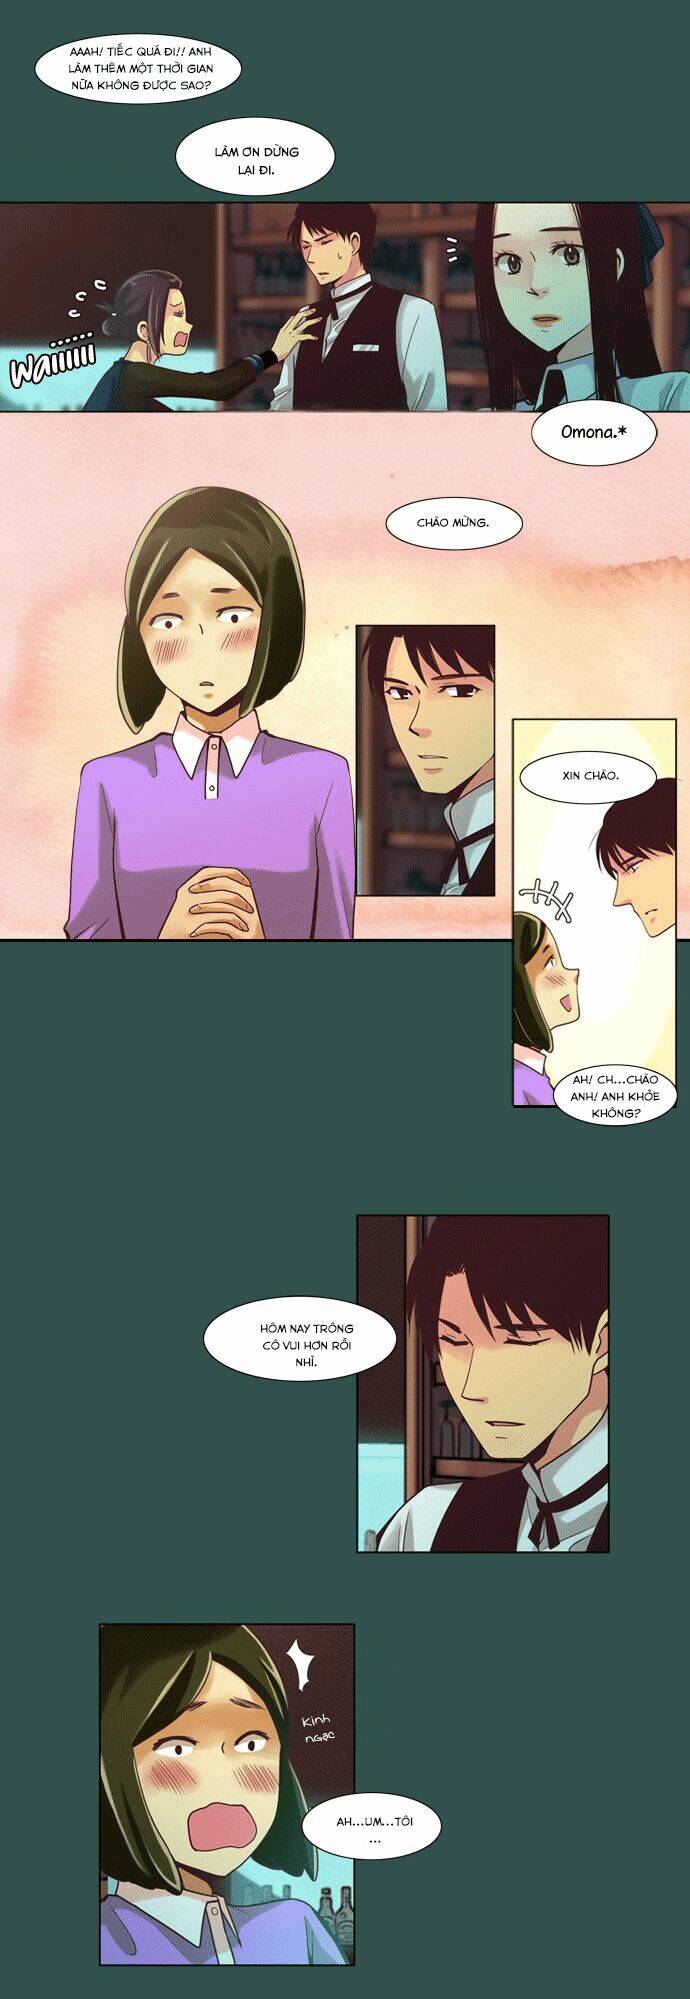 AAAH! TIẾC QUÁ ĐI!! ANH
LÀM THÊM MỘT THỜI GIAN
NỮA KHÔNG ĐƯỢC SAO?
LÀM ƠN DỪNG
LẠI ĐI.
......
Waiiiiiii
Omona.*
CHÀO MỪNG.
XIN CHÀO.
AH! CH...CHÀO
ANH! ANH KHỎE
KHÔNG?
HÔM NAY TRÔNG
CÔ VUI HƠN RỒI
NHỈ.
Kinh
ngạc
AH...UM...TÔI
...